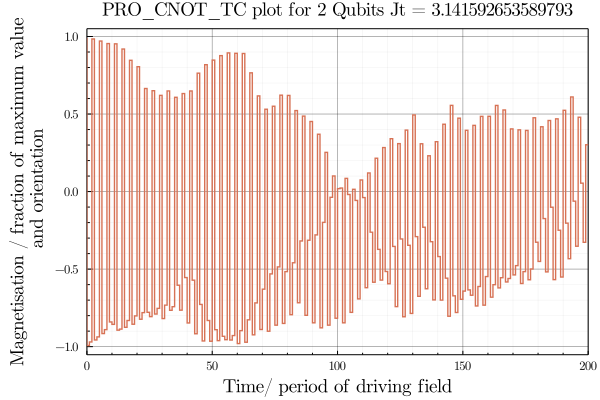 PRO_CNOT_TC plot for 2 Qubits Jt = 3.141592653589793
Magnetisation / fraction of maximum value
and orientation
1.0
0.5
0.0
−0.5
−1.0
0 50 100 150 200
Time/ period of driving field